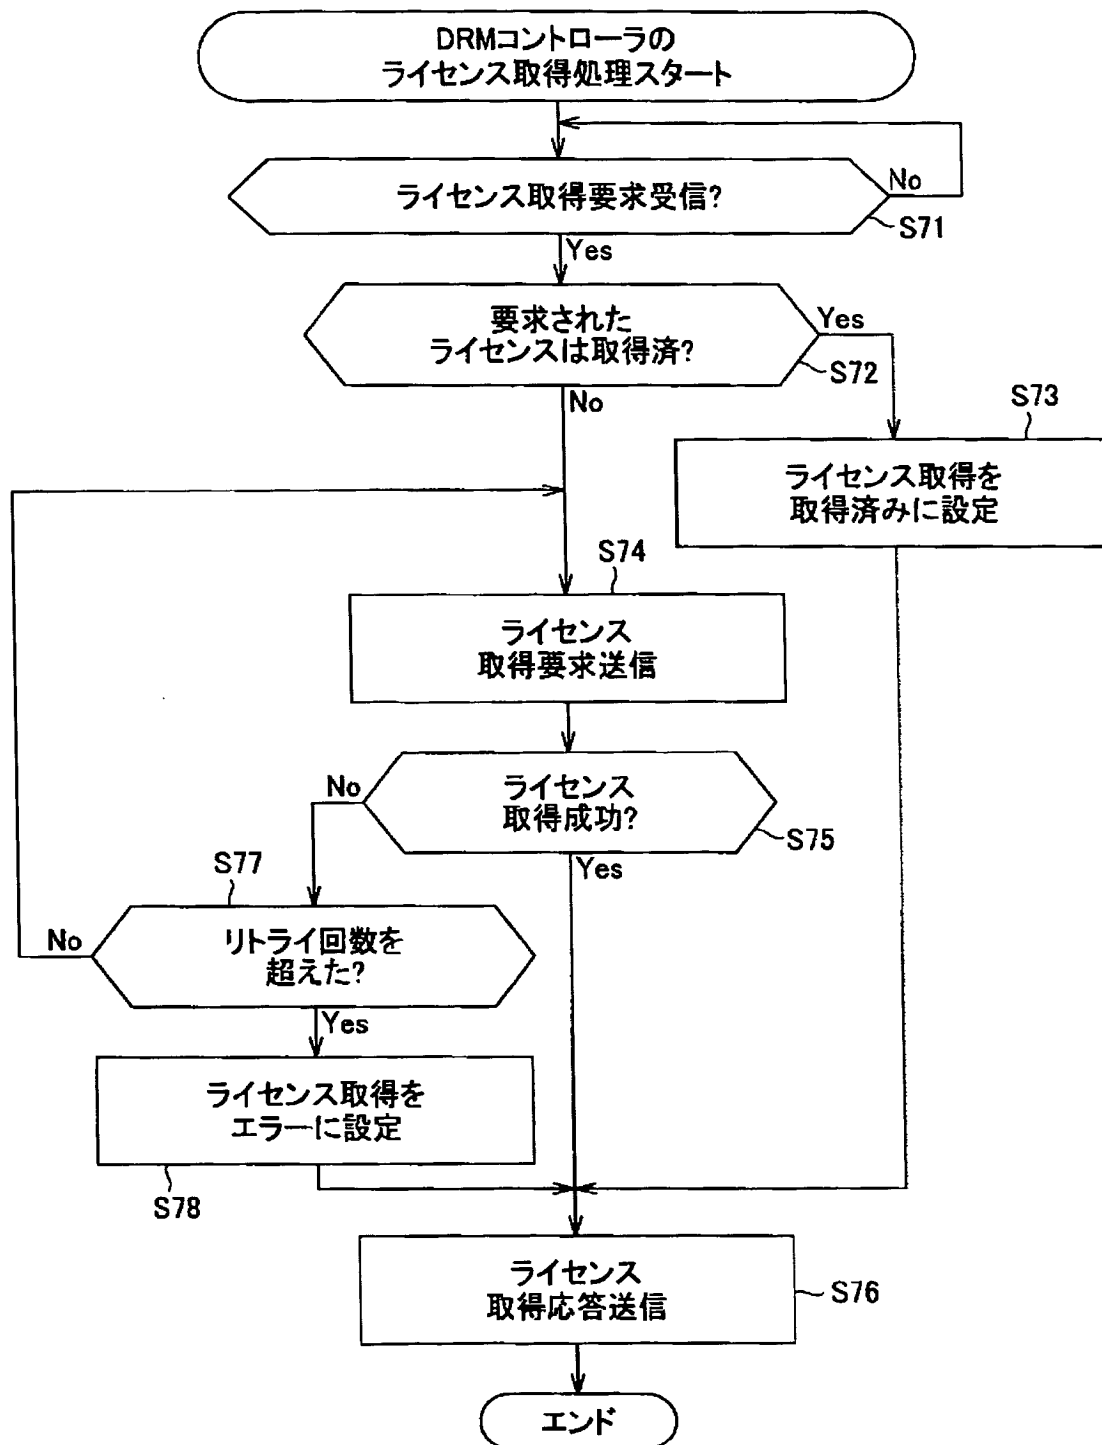 DRMコントローラの
ライセンス取得処理スタート
ライセンス取得要求受信?
No
S71
Yes
要求された
ライセンスは取得済?
Yes
S72
No
S73
ライセンス取得を
取得済みに設定
S74
ライセンス
取得要求送信
ライセンス
取得成功?
No
S75
Yes
S77
リトライ回数を
超えた?
No
Yes
ライセンス取得を
エラーに設定
S78
ライセンス
取得応答送信
S76
エンド